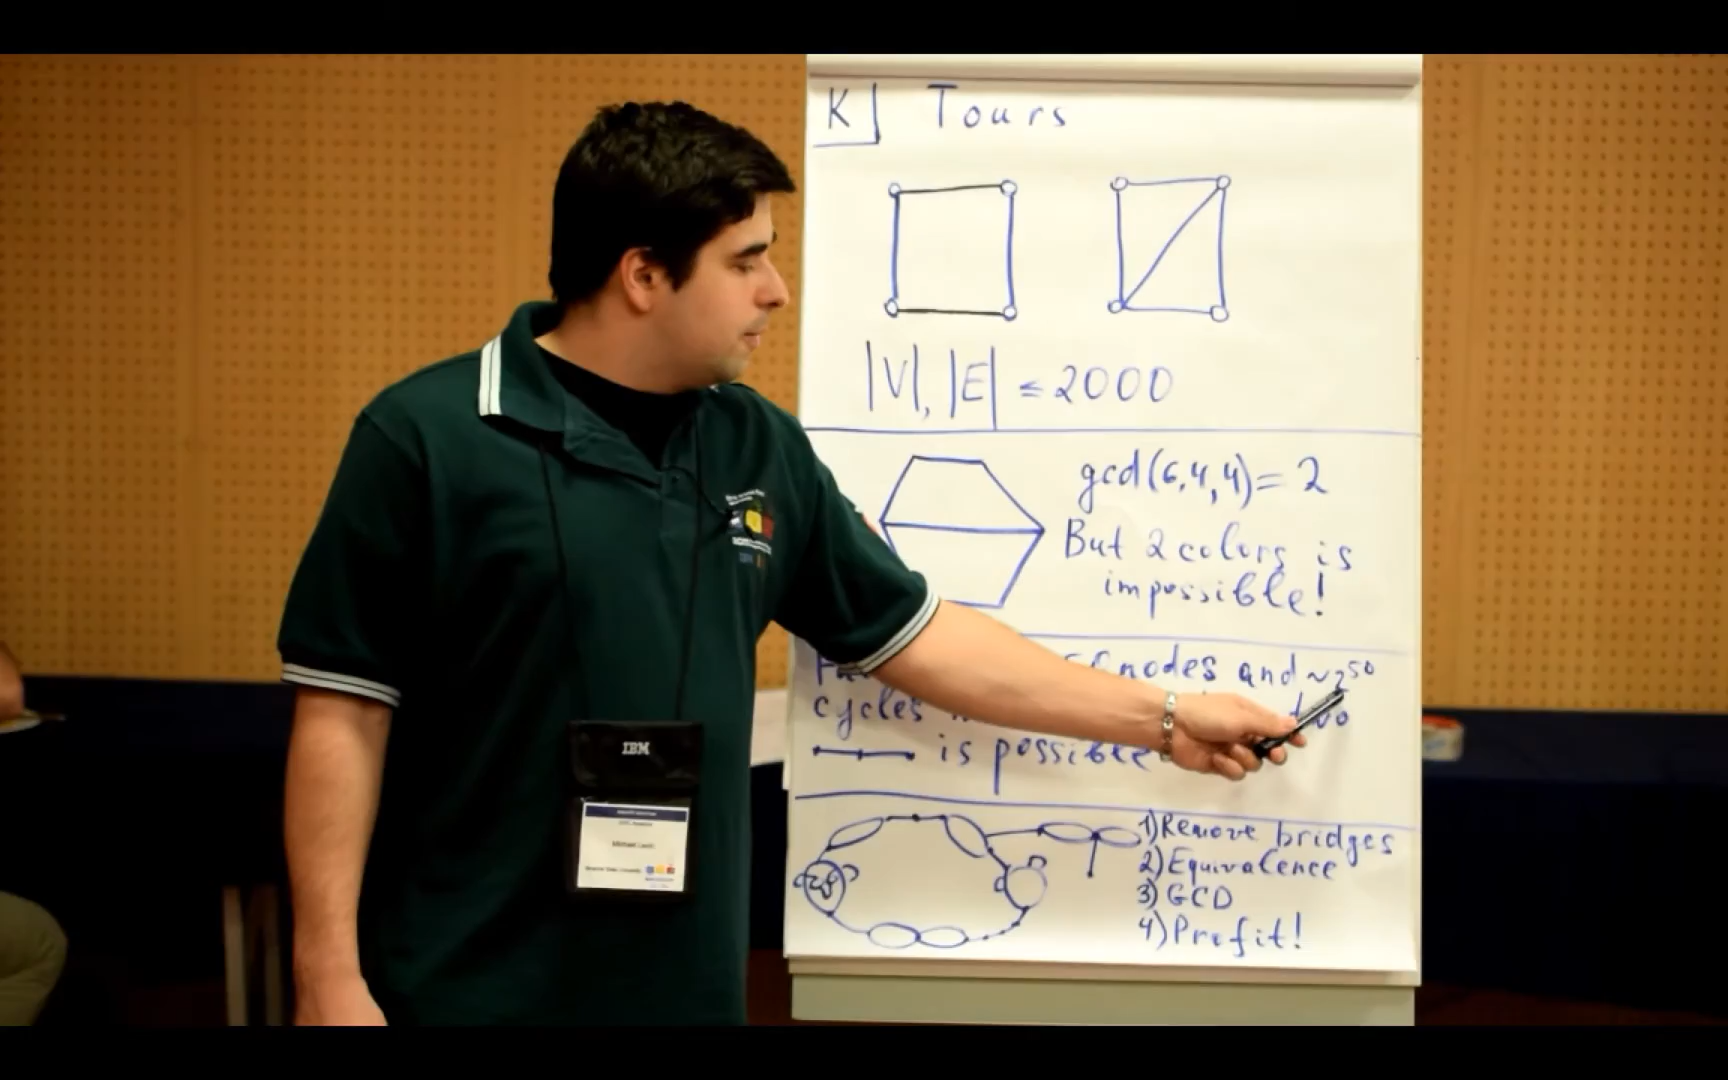 K Tours
|V|, |E| ≤ 2000
gcd(6,4,4)=2
But 2 colors is
impossible!
nodes and ~2⁵⁰
cycles
is possible
1) Remove bridges
2) Equivalence
3) GCD
4) Profit!
IBM